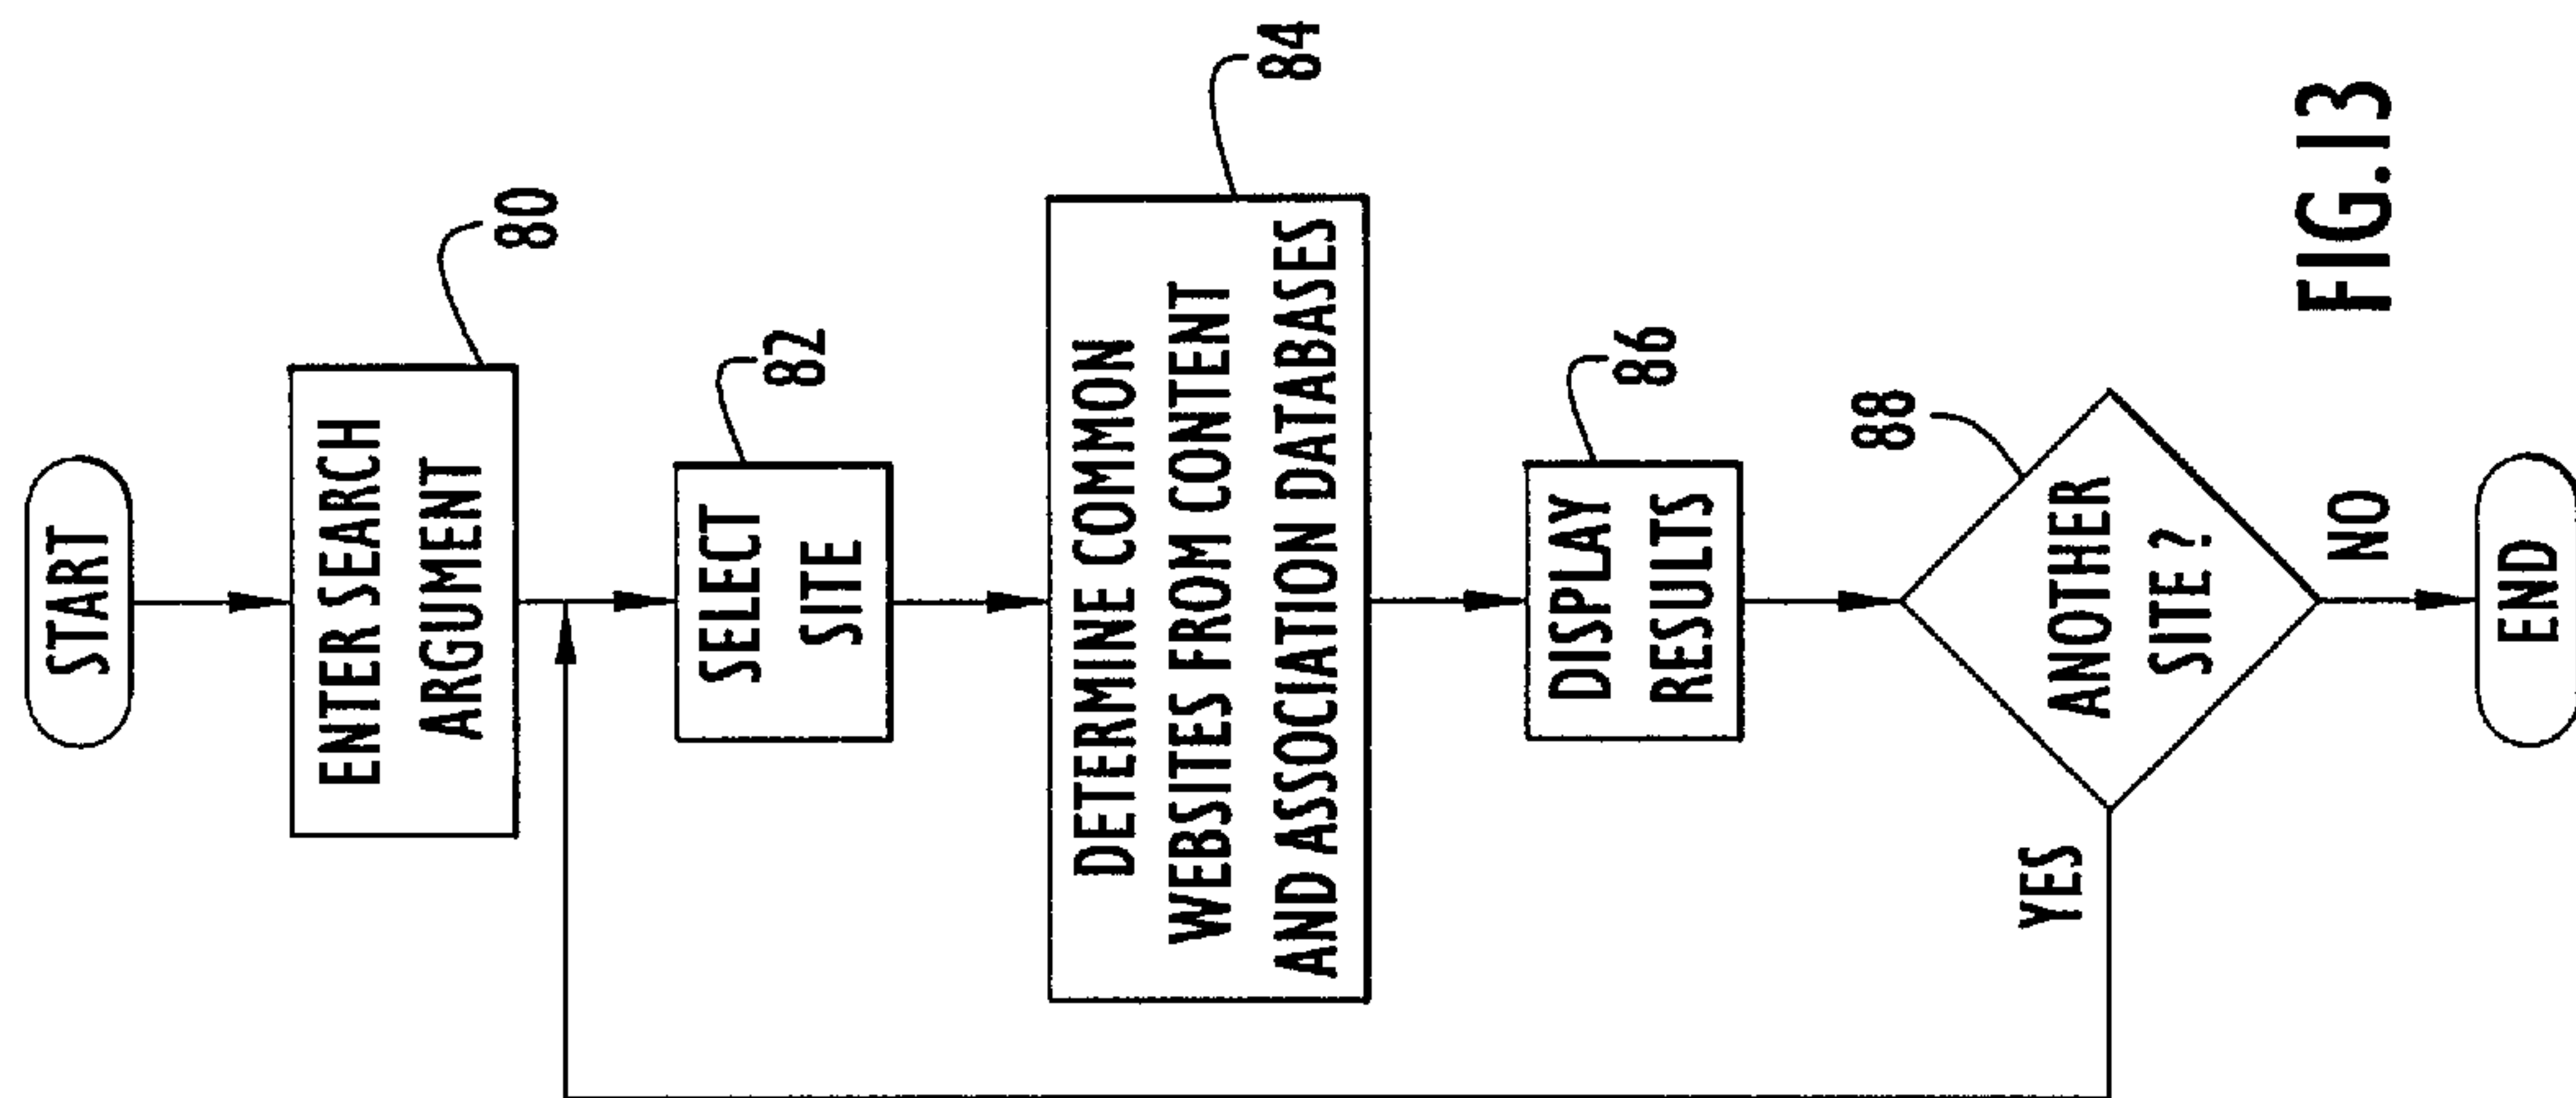 START
ENTER SEARCH
ARGUMENT
80
SELECT
SITE
82
DETERMINE COMMON
WEBSITES FROM CONTENT
AND ASSOCIATION DATABASES
84
DISPLAY
RESULTS
86
ANOTHER
SITE?
88
YES
NO
END
FIG.13